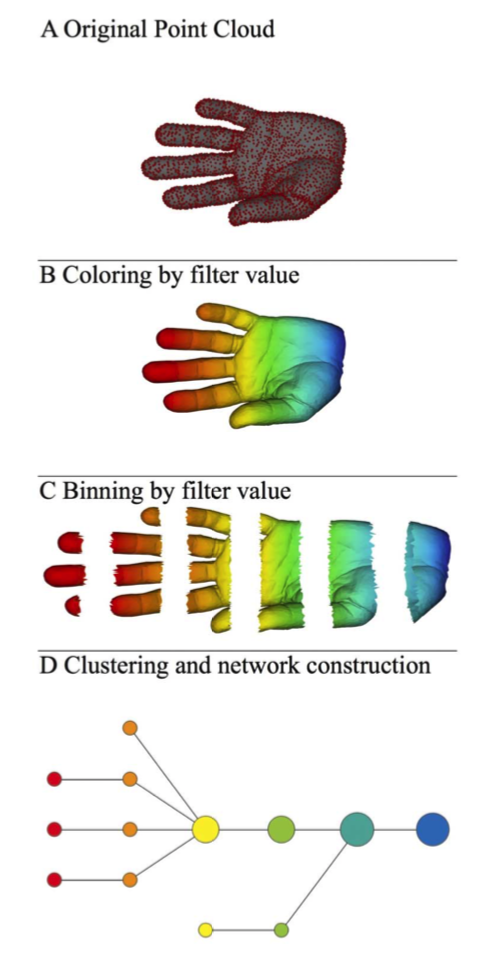 A Original Point Cloud
B Coloring by filter value
C Binning by filter value
D Clustering and network construction